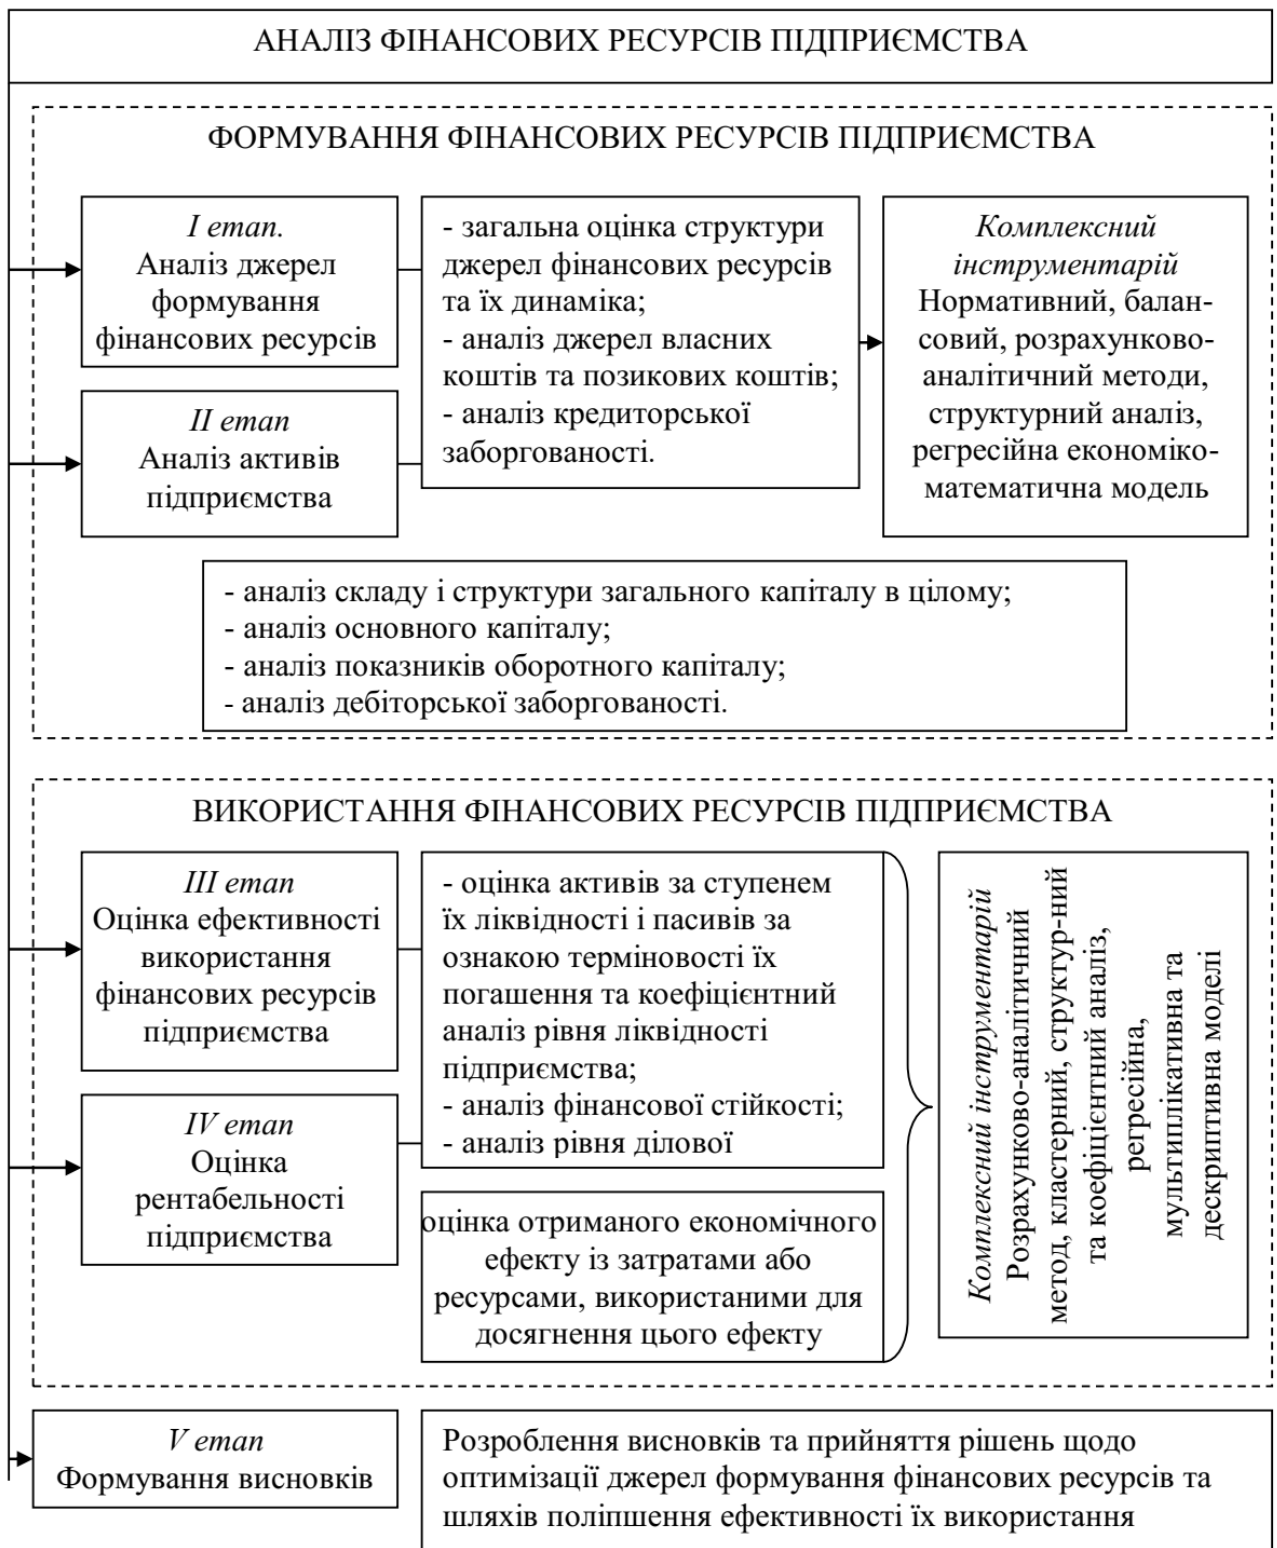 АНАЛІЗ ФІНАНСОВИХ РЕСУРСІВ ПІДПРИЄМСТВА
ФОРМУВАННЯ ФІНАНСОВИХ РЕСУРСІВ ПІДПРИЄМСТВА
I етап.
Аналіз джерел
формування
фінансових ресурсів
II етап
Аналіз активів
підприємства
- загальна оцінка структури
джерел фінансових ресурсів
та їх динаміка;
- аналіз джерел власних
коштів та позикових коштів;
- аналіз кредиторської
заборгованості.
Комплексний
інструментарій
Нормативний, балан-
совий, розрахунково-
аналітичний методи,
структурний аналіз,
регресійна економіко-
математична модель
- аналіз складу і структури загального капіталу в цілому;
- аналіз основного капіталу;
- аналіз показників оборотного капіталу;
- аналіз дебіторської заборгованості.
ВИКОРИСТАННЯ ФІНАНСОВИХ РЕСУРСІВ ПІДПРИЄМСТВА
III етап
Оцінка ефективності
використання
фінансових ресурсів
підприємства
IV етап
Оцінка
рентабельності
підприємства
- оцінка активів за ступенем
їх ліквідності і пасивів за
ознакою терміновості їх
погашення та коефіцієнтний
аналіз рівня ліквідності
підприємства;
- аналіз фінансової стійкості;
- аналіз рівня ділової
оцінка отриманого економічного
ефекту із затратами або
ресурсами, використаними для
досягнення цього ефекту
Комплексний інструментарій
Розрахунково-аналітичний
метод, кластерний, структур-ний
та коефіцієнтний аналіз,
регресійна,
мультиплікативна та
дескриптивна моделі
V етап
Формування висновків
Розроблення висновків та прийняття рішень щодо
оптимізації джерел формування фінансових ресурсів та
шляхів поліпшення ефективності їх використання